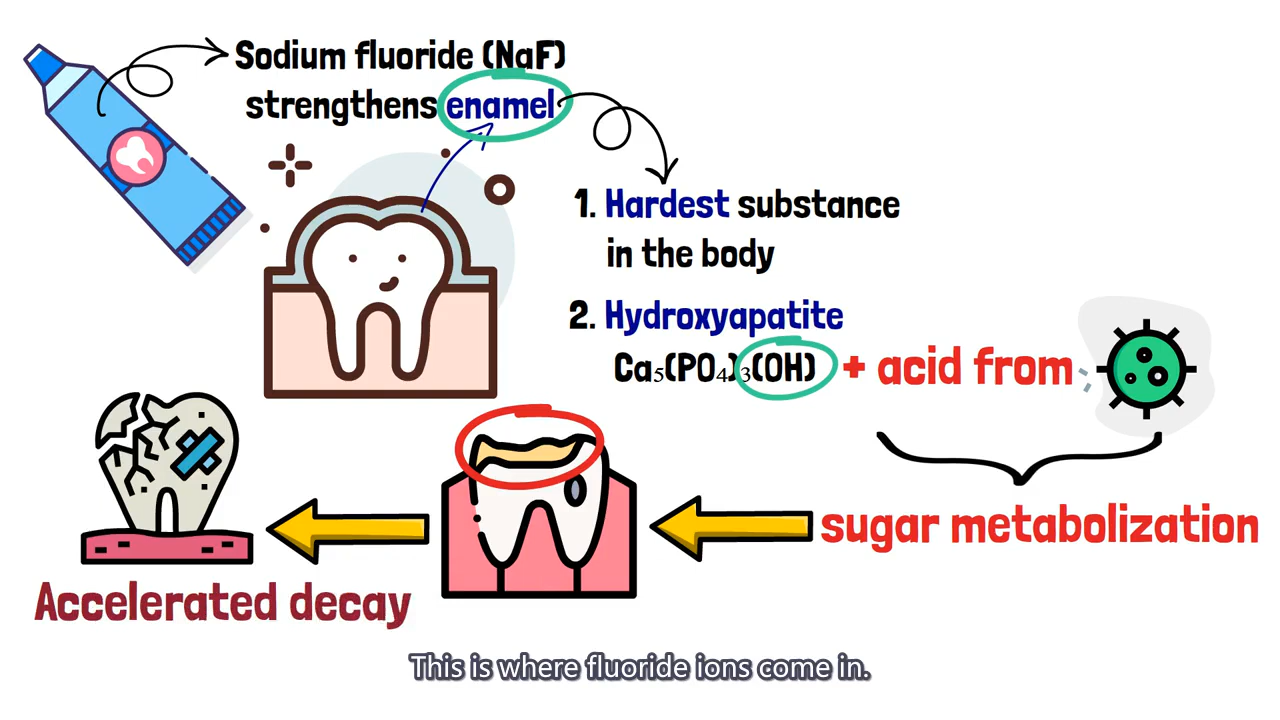 Sodium fluoride (NaF)
strengthens enamel
1. Hardest substance
in the body
2. Hydroxyapatite
Ca₅(PO₄)₃(OH) + acid from
sugar metabolization
Accelerated decay
This is where fluoride ions come in.